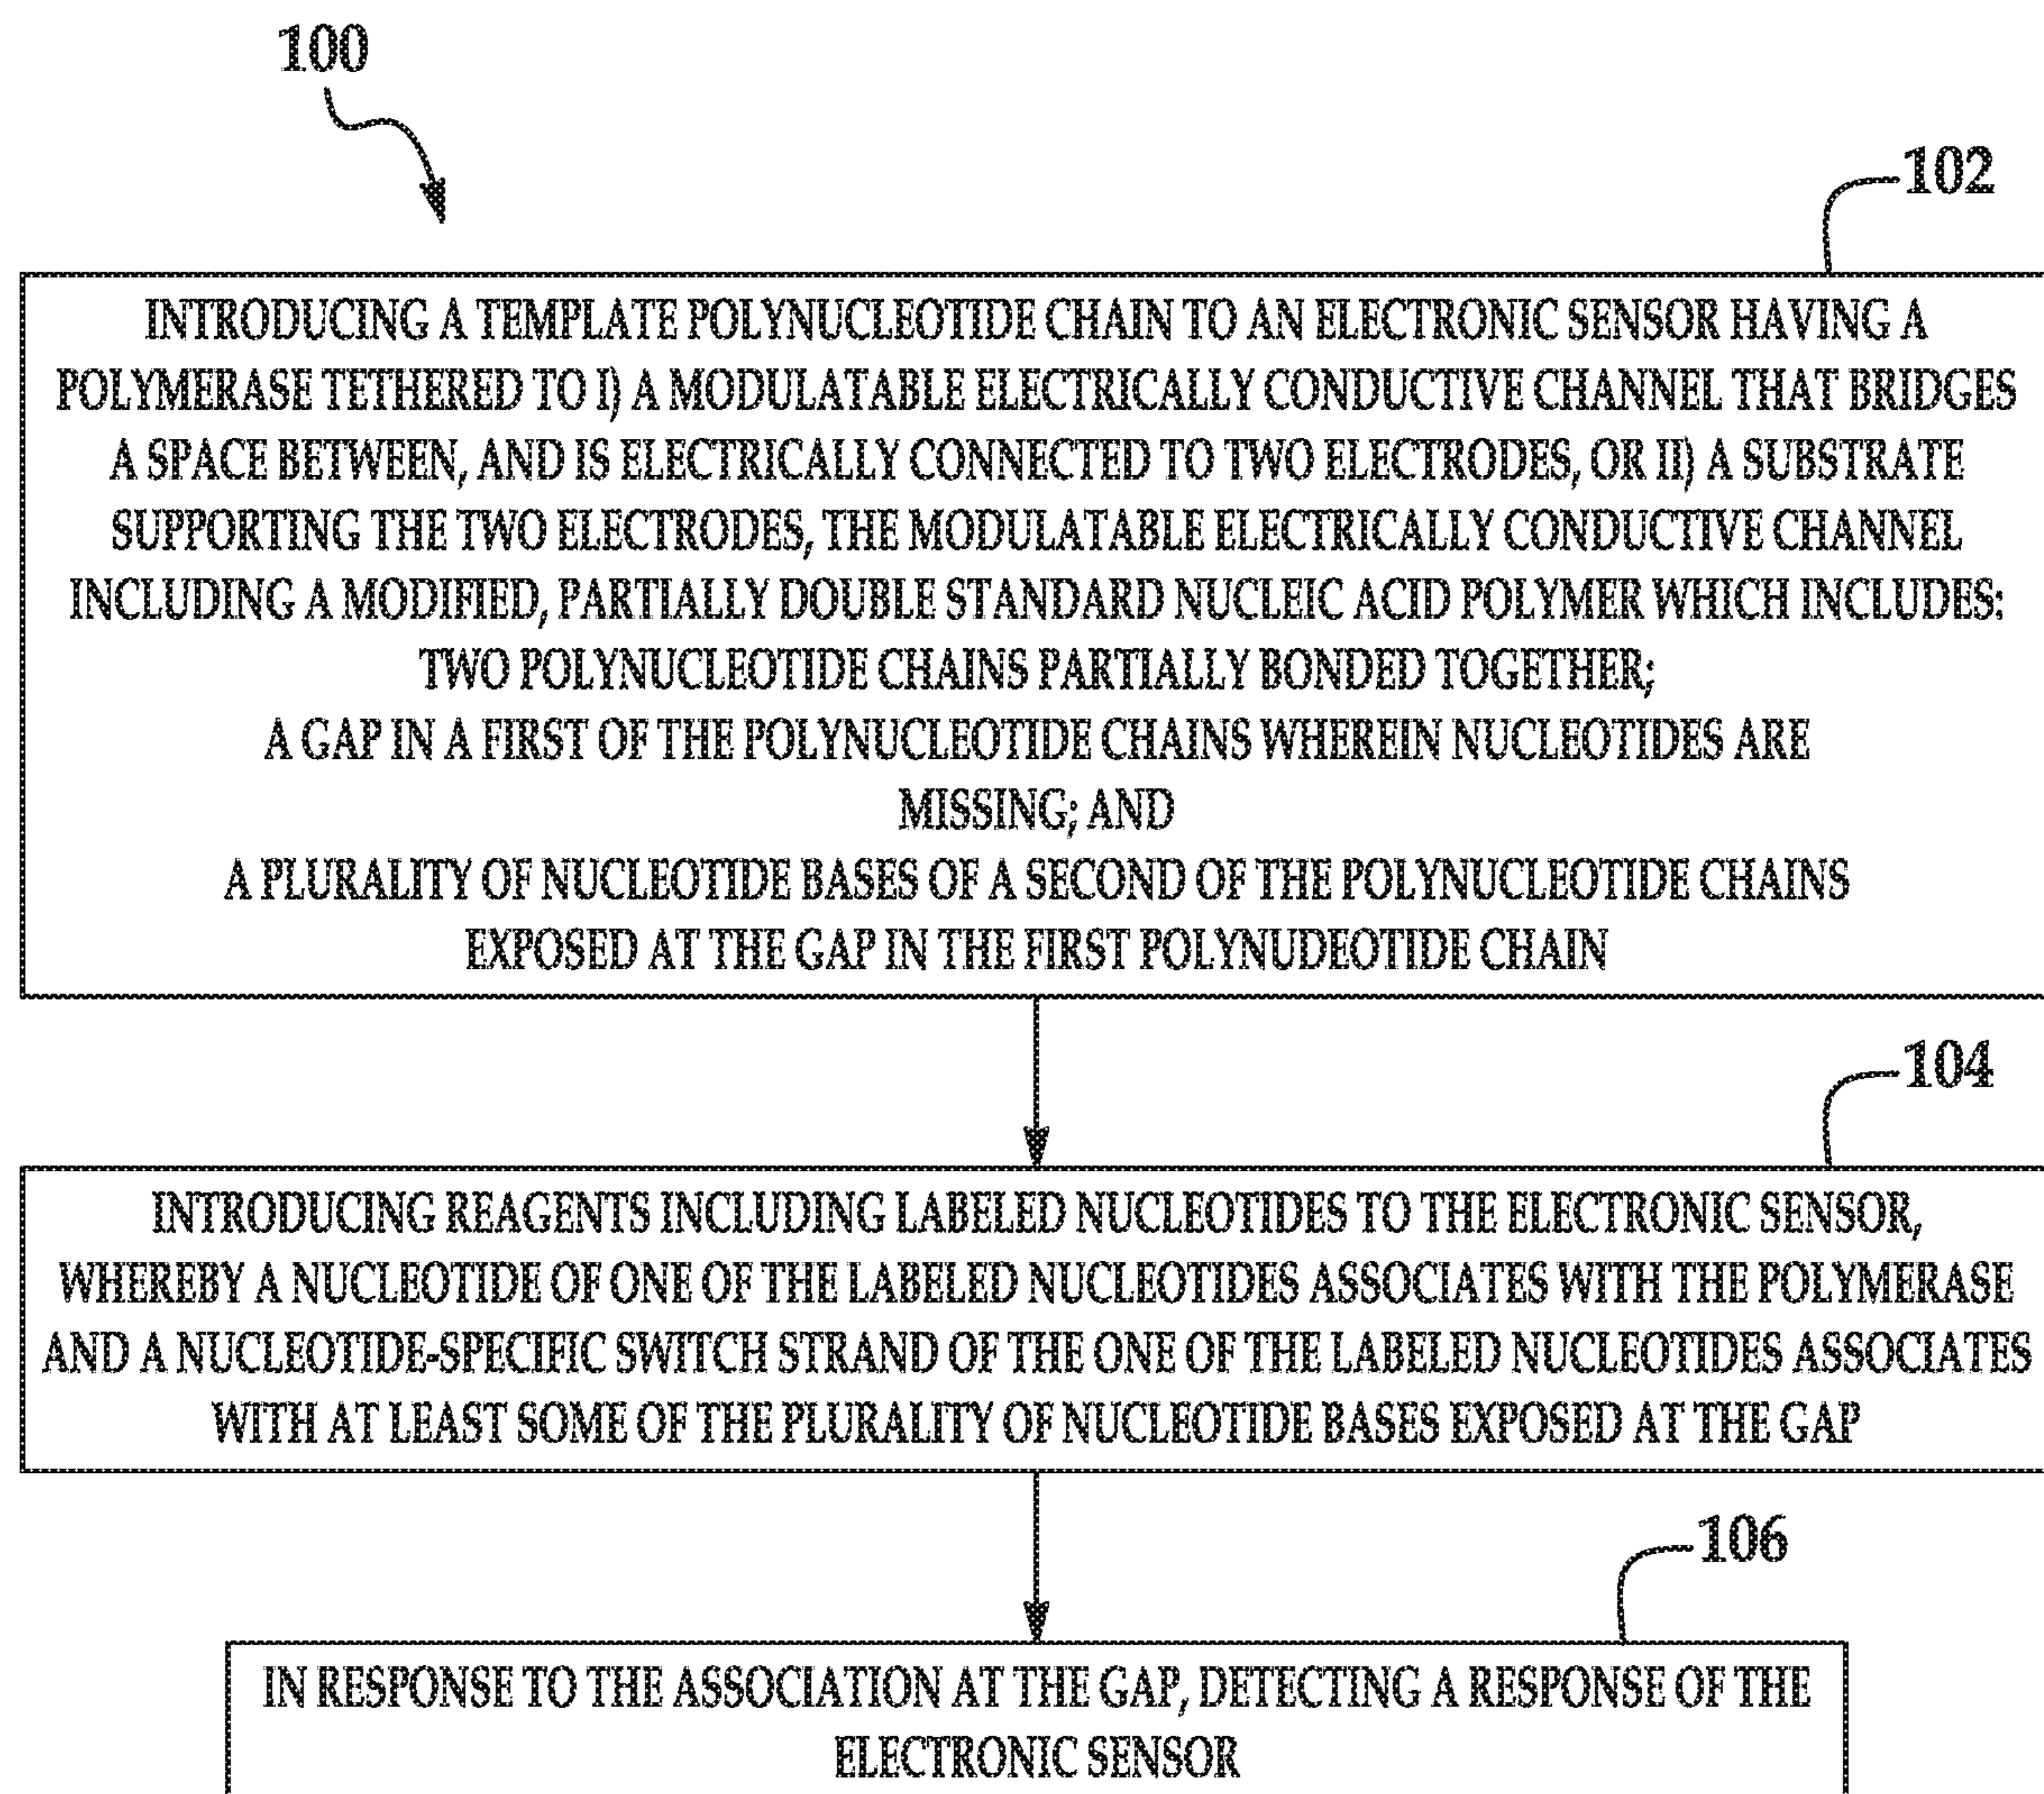 100
102
INTRODUCING A TEMPLATE POLYNUCLEOTIDE CHAIN TO AN ELECTRONIC SENSOR HAVING A
POLYMERASE TETHERED TO I) A MODULATABLE ELECTRICALLY CONDUCTIVE CHANNEL THAT BRIDGES
A SPACE BETWEEN, AND IS ELECTRICALLY CONNECTED TO TWO ELECTRODES, OR II) A SUBSTRATE
SUPPORTING THE TWO ELECTRODES, THE MODULATABLE ELECTRICALLY CONDUCTIVE CHANNEL
INCLUDING A MODIFIED, PARTIALLY DOUBLE STANDARD NUCLEIC ACID POLYMER WHICH INCLUDES:
TWO POLYNUCLEOTIDE CHAINS PARTIALLY BONDED TOGETHER;
A GAP IN A FIRST OF THE POLYNUCLEOTIDE CHAINS WHEREIN NUCLEOTIDES ARE
MISSING; AND
A PLURALITY OF NUCLEOTIDE BASES OF A SECOND OF THE POLYNUCLEOTIDE CHAINS
EXPOSED AT THE GAP IN THE FIRST POLYNUDEOTIDE CHAIN
104
INTRODUCING REAGENTS INCLUDING LABELED NUCLEOTIDES TO THE ELECTRONIC SENSOR,
WHEREBY A NUCLEOTIDE OF ONE OF THE LABELED NUCLEOTIDES ASSOCIATES WITH THE POLYMERASE
AND A NUCLEOTIDE-SPECIFIC SWITCH STRAND OF THE ONE OF THE LABELED NUCLEOTIDES ASSOCIATES
WITH AT LEAST SOME OF THE PLURALITY OF NUCLEOTIDE BASES EXPOSED AT THE GAP
106
IN RESPONSE TO THE ASSOCIATION AT THE GAP, DETECTING A RESPONSE OF THE
ELECTRONIC SENSOR